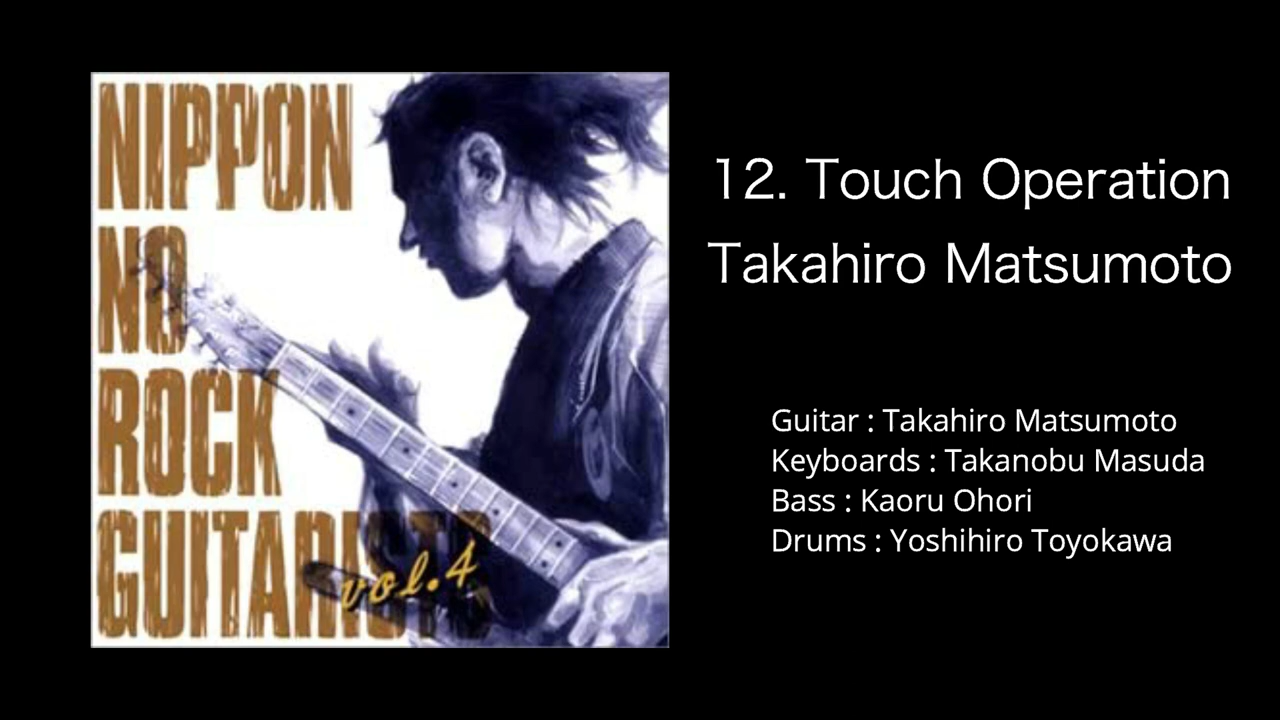 NIPPON
NO
ROCK
GUITARISTS
vol.4
12. Touch Operation
Takahiro Matsumoto
Guitar : Takahiro Matsumoto
Keyboards : Takanobu Masuda
Bass : Kaoru Ohori
Drums : Yoshihiro Toyokawa